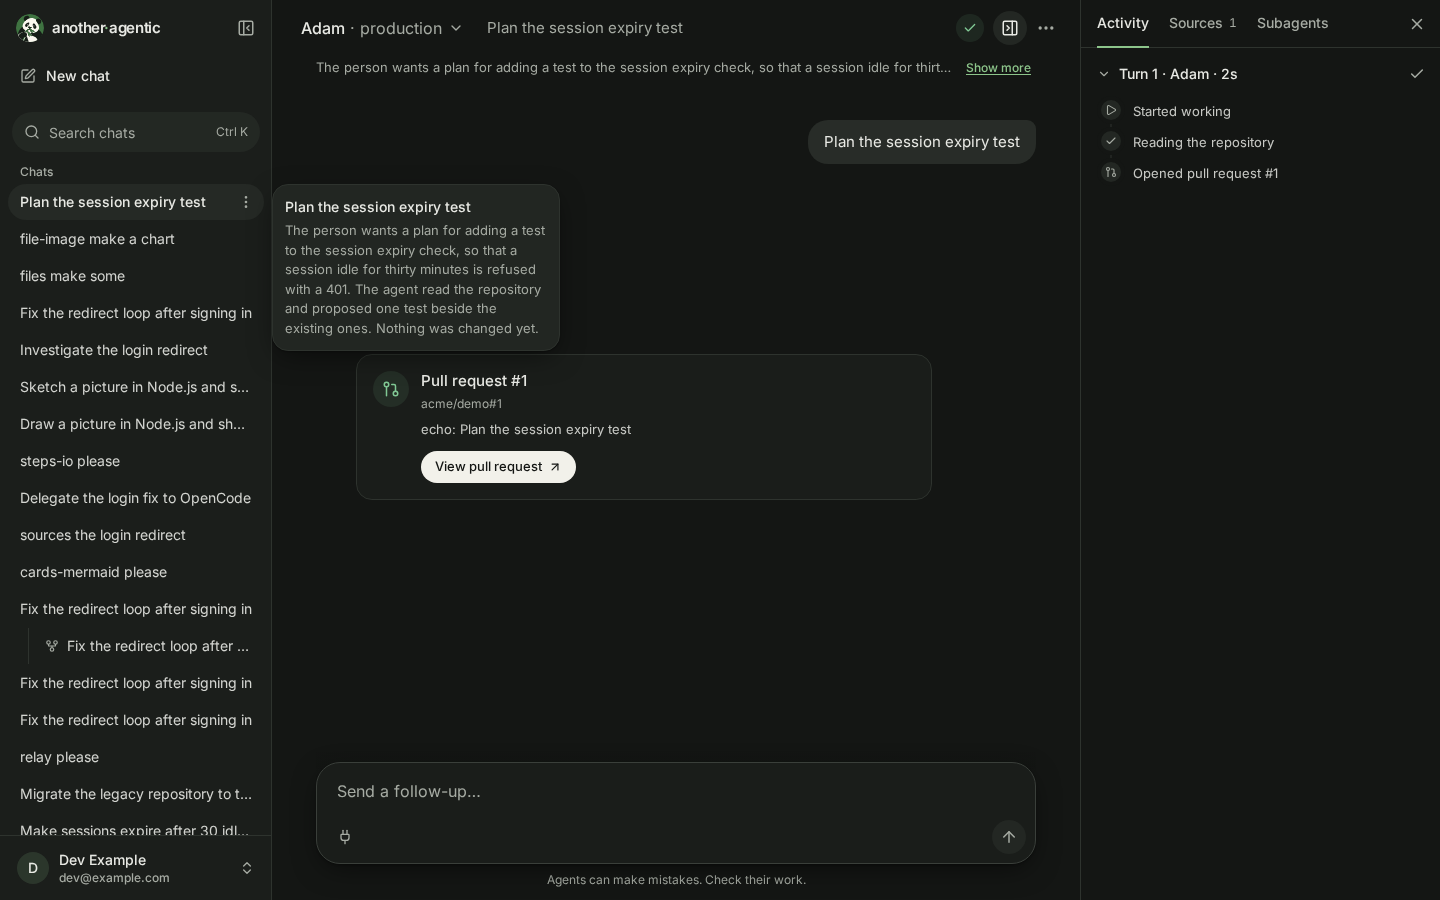 another·agentic
New chat
Search chats
Ctrl K
Chats
Plan the session expiry test
file-image make a chart
files make some
Fix the redirect loop after signing in
Investigate the login redirect
Sketch a picture in Node.js and s...
Draw a picture in Node.js and sh...
steps-io please
Delegate the login fix to OpenCode
sources the login redirect
cards-mermaid please
Fix the redirect loop after signing in
Fix the redirect loop after ...
Fix the redirect loop after signing in
Fix the redirect loop after signing in
relay please
Migrate the legacy repository to t...
Make sessions expire after 30 idl...
D
Dev Example
dev@example.com
Adam · production
Plan the session expiry test
The person wants a plan for adding a test to the session expiry check, so that a session idle for thirt...
Show more
Plan the session expiry test
Plan the session expiry test
The person wants a plan for adding a test
to the session expiry check, so that a
session idle for thirty minutes is refused
with a 401. The agent read the repository
and proposed one test beside the
existing ones. Nothing was changed yet.
Pull request #1
acme/demo#1
echo: Plan the session expiry test
View pull request
Send a follow-up...
Agents can make mistakes. Check their work.
Activity
Sources 1
Subagents
Turn 1 · Adam · 2s
Started working
Reading the repository
Opened pull request #1